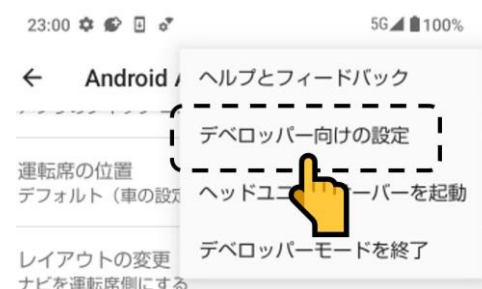 23:00 5G 100%
← Android
ヘルプとフィードバック
デベロッパー向けの設定
運転席の位置
デフォルト（車の設定
ヘッドユニ ーバーを起動
レイアウトの変更
デベロッパーモードを終了
ナビを運転席側にする